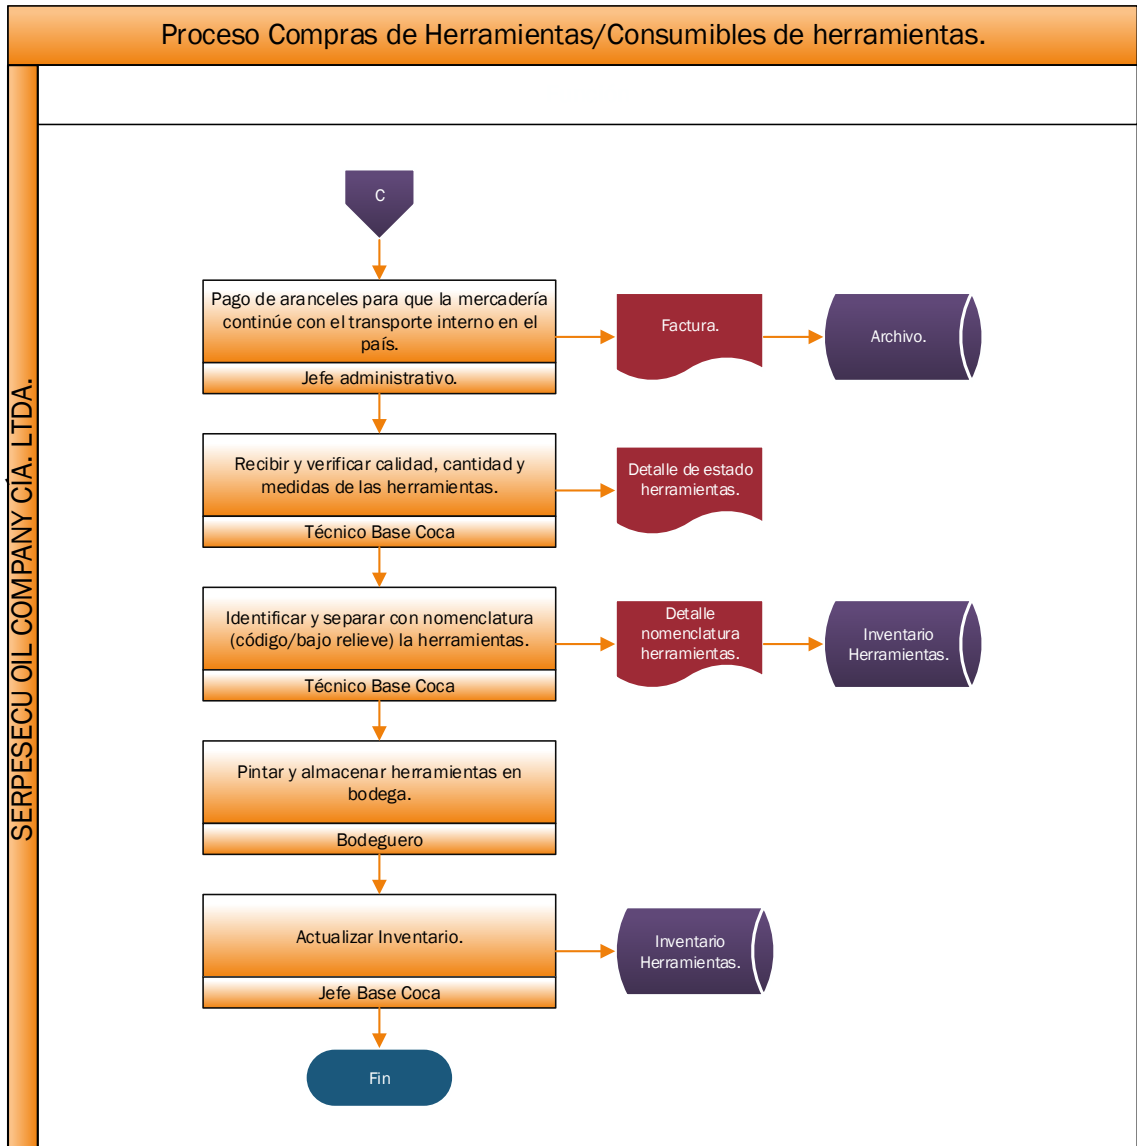 Proceso Compras de Herramientas/Consumibles de herramientas.
SERPESECU OIL COMPANY CÍA. LTDA.
C
Pago de aranceles para que la mercadería
continúe con el transporte interno en el
país.
Jefe administrativo.
Factura.
Archivo.
Recibir y verificar calidad, cantidad y
medidas de las herramientas.
Técnico Base Coca
Detalle de estado
herramientas.
Identificar y separar con nomenclatura
(código/bajo relieve) la herramientas.
Técnico Base Coca
Detalle
nomenclatura
herramientas.
Inventario
Herramientas.
Pintar y almacenar herramientas en
bodega.
Bodeguero
Actualizar Inventario.
Jefe Base Coca
Inventario
Herramientas.
Fin